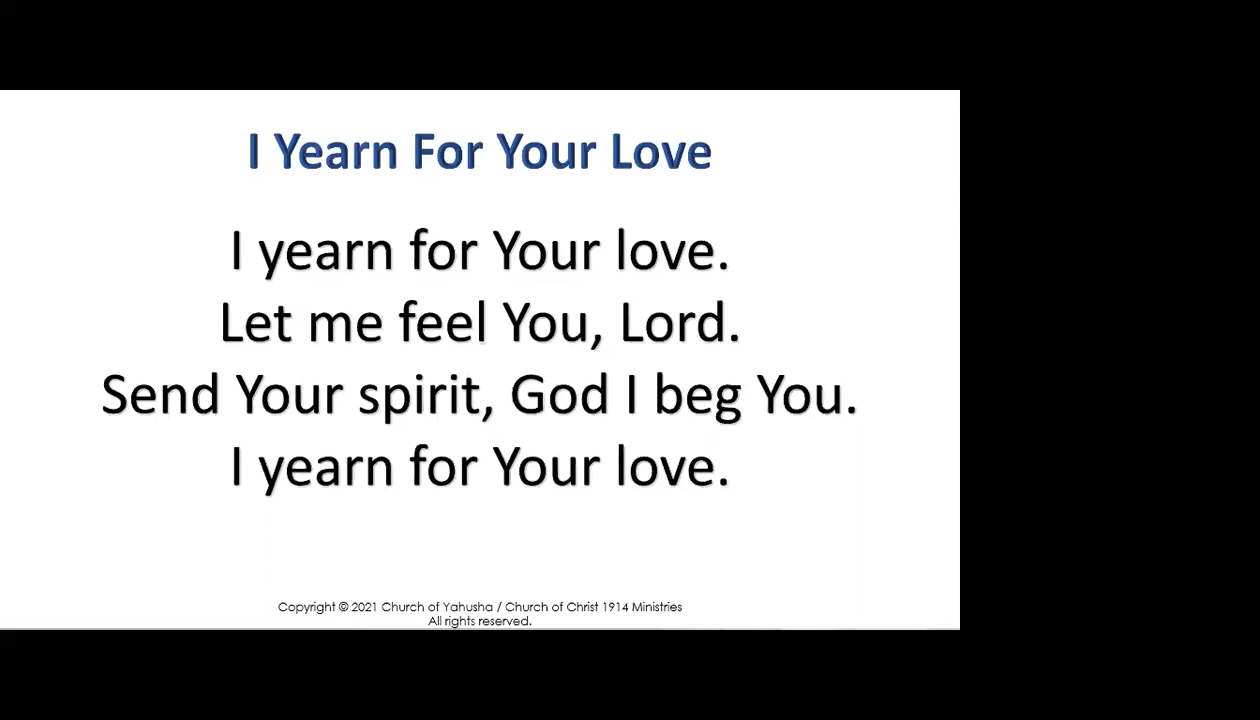 I Yearn For Your Love
I yearn for Your love.
Let me feel You, Lord.
Send Your spirit, God I beg You.
I yearn for Your love.
Copyright © 2021 Church of Yahusha / Church of Christ 1914 Ministries
All rights reserved.